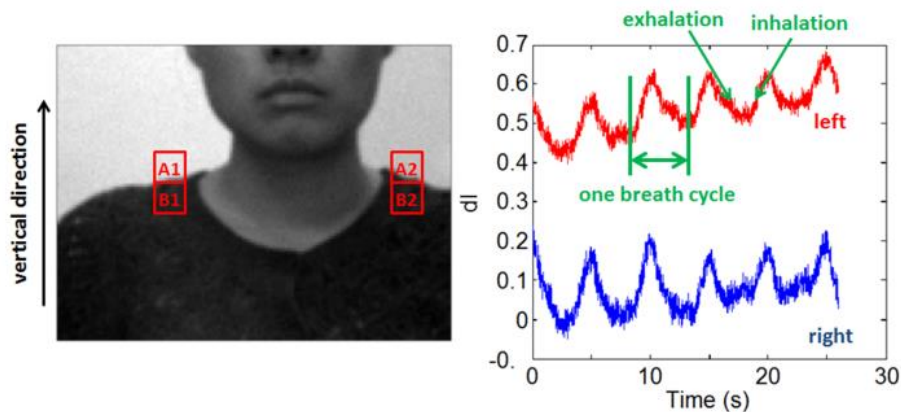 vertical direction
A1
B1
A2
B2
exhalation
inhalation
0.7
0.6
0.5
0.4
0.3
0.2
0.1
0
-0.
dI
left
one breath cycle
right
0
10
20
30
Time (s)